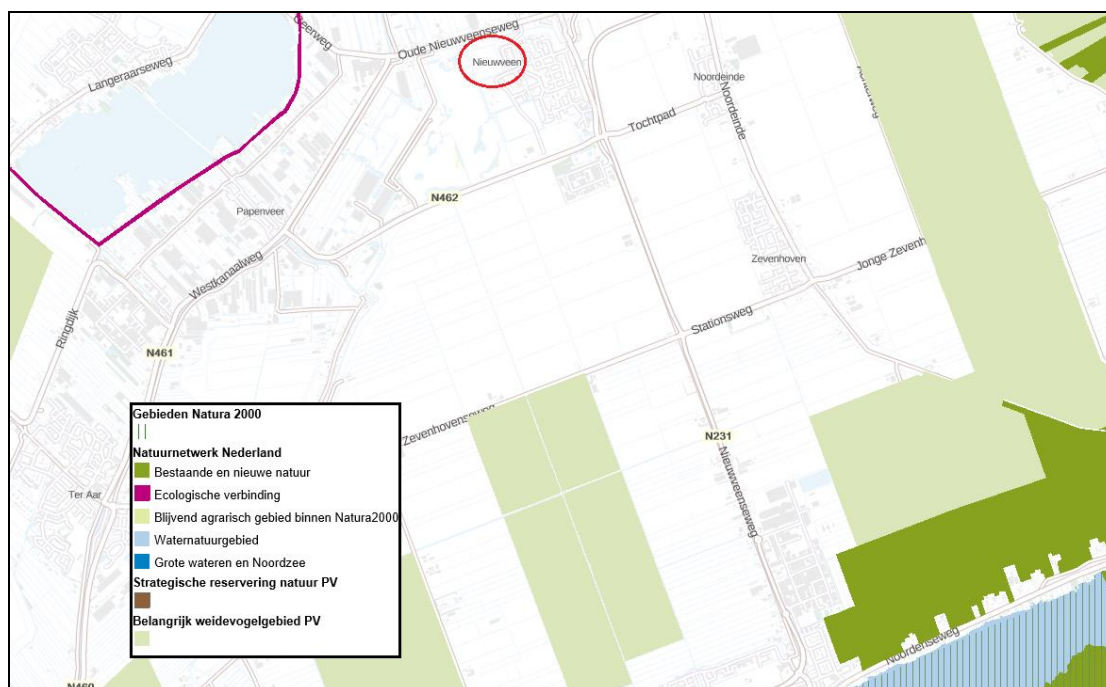 Geerweg
Oude Nieuwveenseweg
Langeraarseweg
Nieuwveen
Noordeinde
Noordeinde
Tochtpad
N462
Papenveer
Zevenhoven
Jonge Zevenh
Westkanaalweg
Stationsweg
Ringdijk
N461
Zevenhovenseweg
N231
Nieuwveenseweg
Ter Aar
Noordenseweg
N460
Gebieden Natura 2000
Natuurnetwerk Nederland
Bestaande en nieuwe natuur
Ecologische verbinding
Blijvend agrarisch gebied binnen Natura2000
Waternatuurgebied
Grote wateren en Noordzee
Strategische reservering natuur PV
Belangrijk weidevogelgebied PV